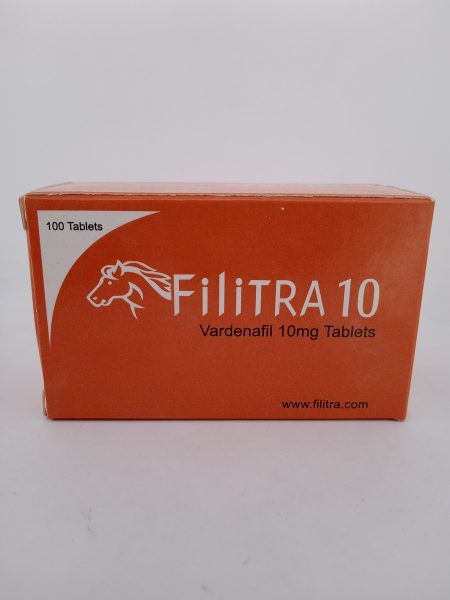 100 Tablets
FiliTRA 10
Vardenafil 10mg Tablets
www.filitra.com